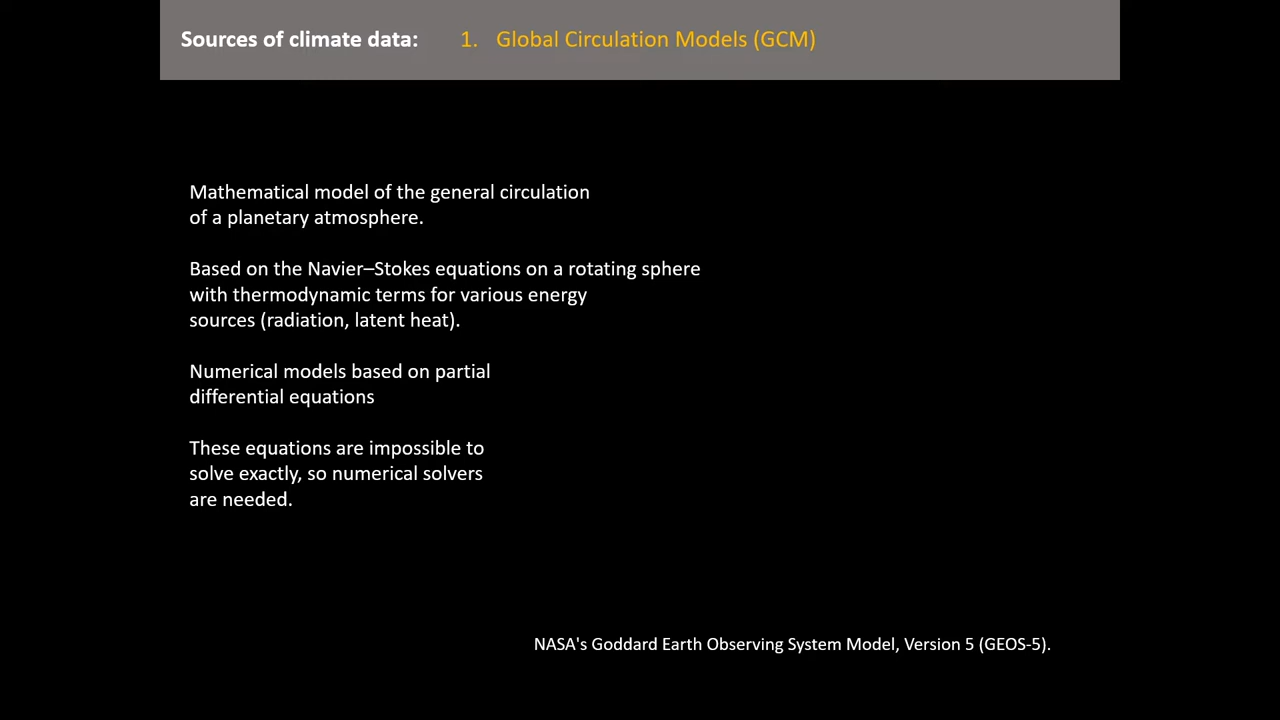 Sources of climate data: 1. Global Circulation Models (GCM)
Mathematical model of the general circulation
of a planetary atmosphere.
Based on the Navier–Stokes equations on a rotating sphere
with thermodynamic terms for various energy
sources (radiation, latent heat).
Numerical models based on partial
differential equations
These equations are impossible to
solve exactly, so numerical solvers
are needed.
NASA's Goddard Earth Observing System Model, Version 5 (GEOS-5).